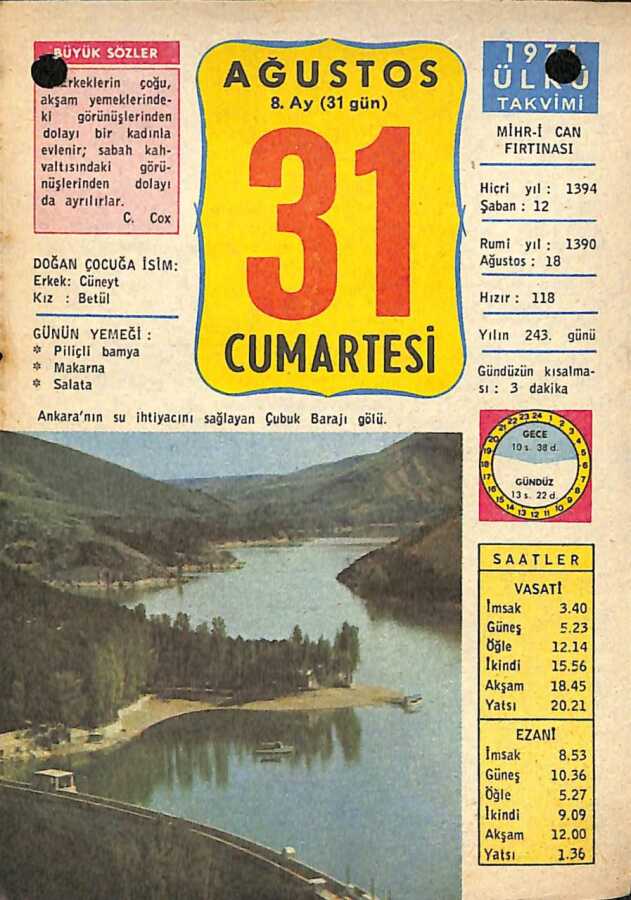 BÜYÜK SÖZLER
Erkeklerin çoğu,
akşam yemeklerinde-
ki görünüşlerinden
dolayı bir kadınla
evlenir; sabah kah-
valtısındaki görü-
nüşlerinden dolayı
da ayrılırlar.
C. Cox
DOĞAN ÇOCUĞA İSİM:
Erkek: Cüneyt
Kız : Betül
GÜNÜN YEMEĞİ :
* Piliçli bamya
* Makarna
* Salata
AĞUSTOS
8. Ay (31 gün)
31
CUMARTESİ
1974
ÜLKÜ
TAKVİMİ
MİHR-İ CAN
FIRTINASI
Hicri yıl : 1394
Şaban : 12
Rumi yıl : 1390
Ağustos : 18
Hızır : 118
Yılın 243. günü
Gündüzün kısalma-
sı : 3 dakika
Ankara'nın su ihtiyacını sağlayan Çubuk Barajı gölü.
GECE
10 s. 38 d.
GÜNDÜZ
13 s. 22 d.
SAATLER
VASATİ
İmsak 3.40
Güneş 5.23
Öğle 12.14
İkindi 15.56
Akşam 18.45
Yatsı 20.21
EZANİ
İmsak 8.53
Güneş 10.36
Öğle 5.27
İkindi 9.09
Akşam 12.00
Yatsı 1.36